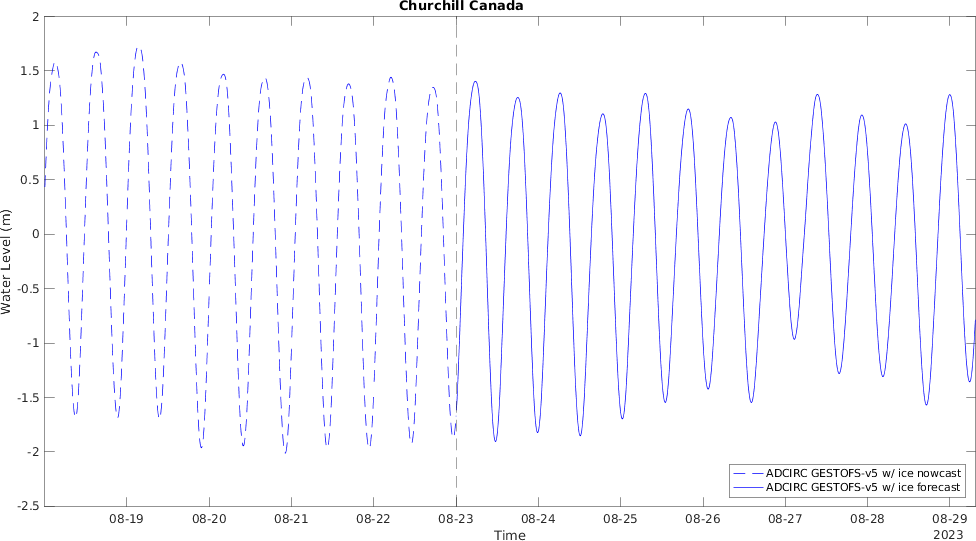 Churchill Canada
2
1.5
1
0.5
0
-0.5
-1
-1.5
-2
-2.5
Water Level (m)
ADCIRC GESTOFS-v5 w/ ice nowcast
ADCIRC GESTOFS-v5 w/ ice forecast
08-19 08-20 08-21 08-22 08-23 08-24 08-25 08-26 08-27 08-28 08-29
Time
2023